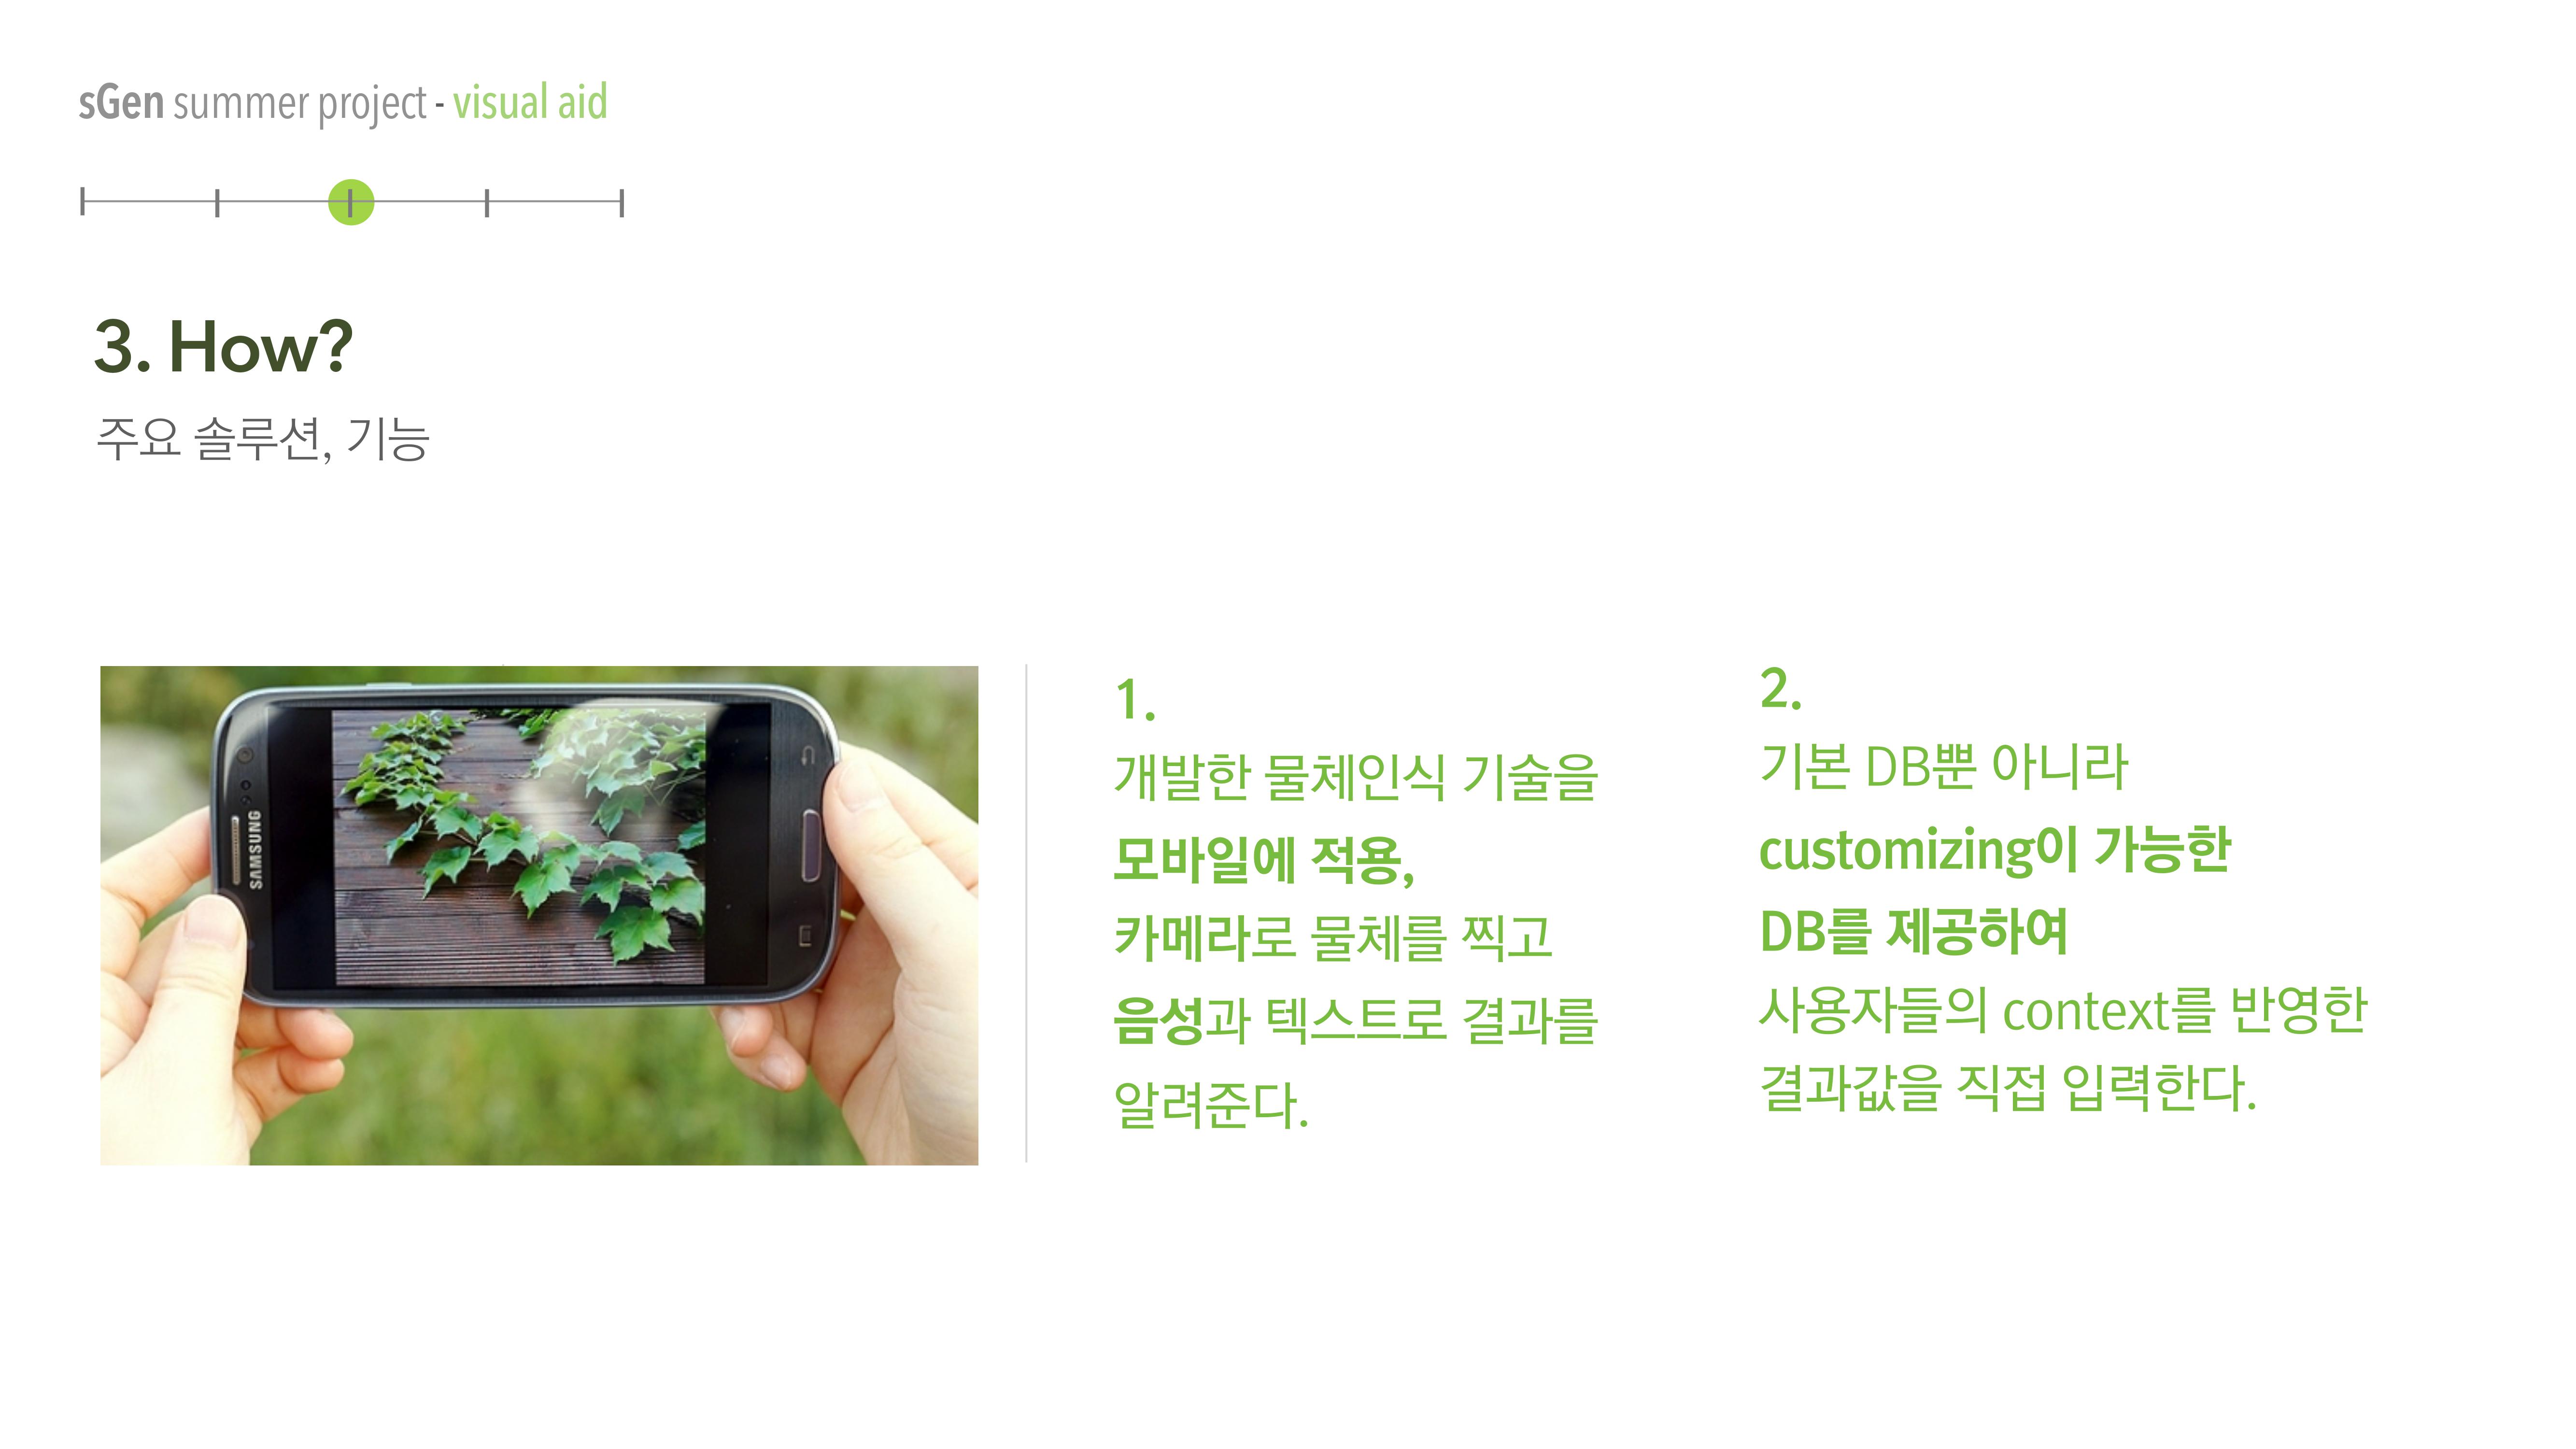 sGen summer project - visual aid
3. How?
주요 솔루션, 기능
SAMSUNG
1.
개발한 물체인식 기술을
모바일에 적용,
카메라로 물체를 찍고
음성과 텍스트로 결과를
알려준다.
2.
기본 DB뿐 아니라
customizing이 가능한
DB를 제공하여
사용자들의 context를 반영한
결과값을 직접 입력한다.